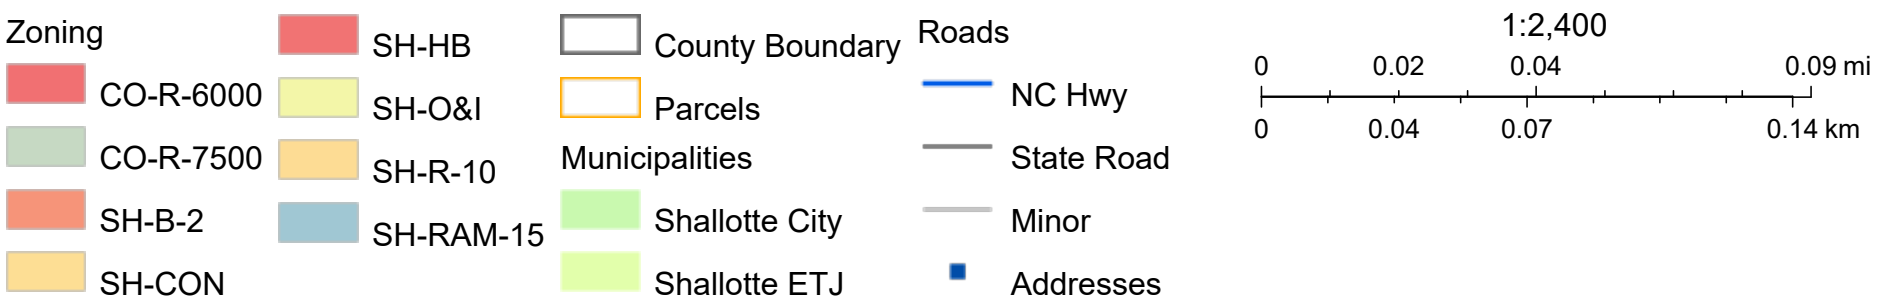 Zoning
CO-R-6000
CO-R-7500
SH-B-2
SH-CON
SH-HB
SH-O&I
SH-R-10
SH-RAM-15
County Boundary
Parcels
Municipalities
Shallotte City
Shallotte ETJ
Roads
NC Hwy
State Road
Minor
Addresses
1:2,400
0 0.02 0.04 0.09 mi
0 0.04 0.07 0.14 km